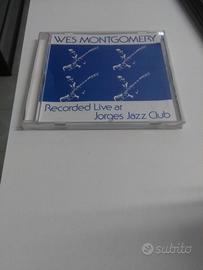 WES MONTGOMERY
Recorded Live at
Jorges Jazz Club
subito